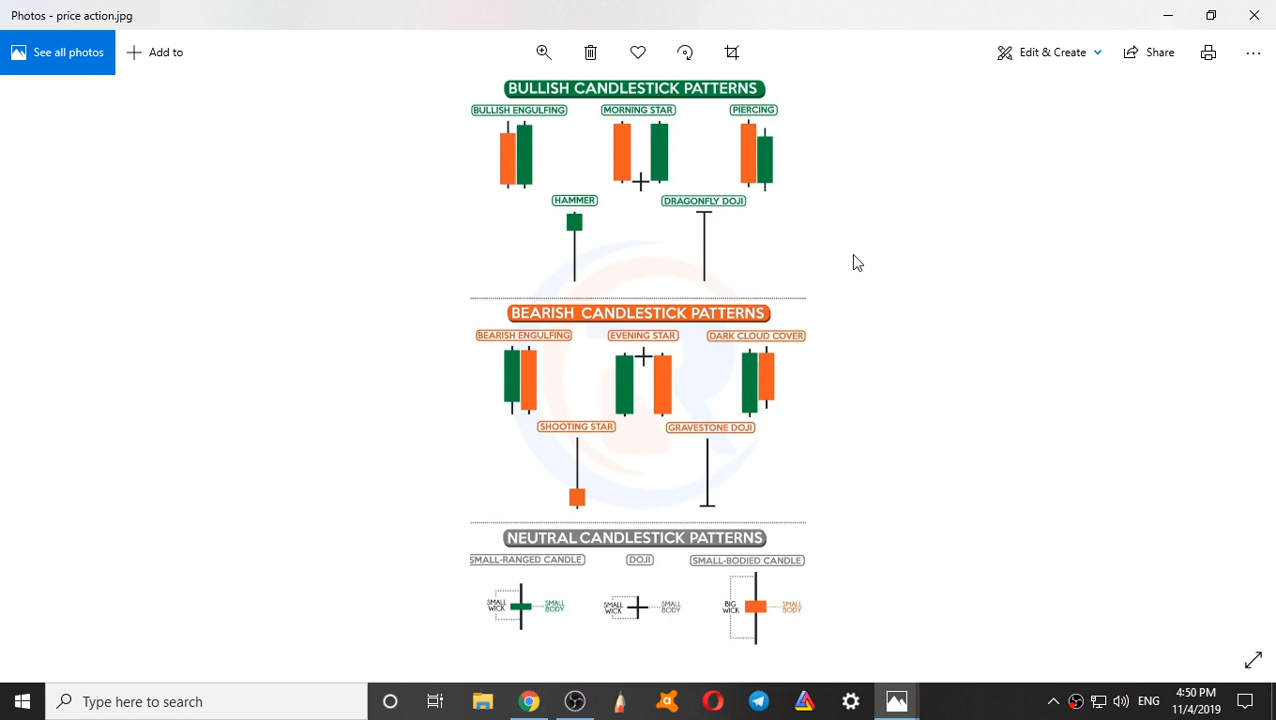 Photos - price action.jpg
See all photos
Add to
Edit & Create
Share
BULLISH CANDLESTICK PATTERNS
BULLISH ENGULFING
MORNING STAR
PIERCING
HAMMER
DRAGONFLY DOJI
BEARISH CANDLESTICK PATTERNS
BEARISH ENGULFING
EVENING STAR
DARK CLOUD COVER
SHOOTING STAR
GRAVESTONE DOJI
NEUTRAL CANDLESTICK PATTERNS
SMALL-RANGED CANDLE
DOJI
SMALL-BODIED CANDLE
SMALL WICK
SMALL BODY
SMALL WICK
SMALL BODY
BIG WICK
SMALL BODY
Type here to search
ENG
4:50 PM
11/4/2019